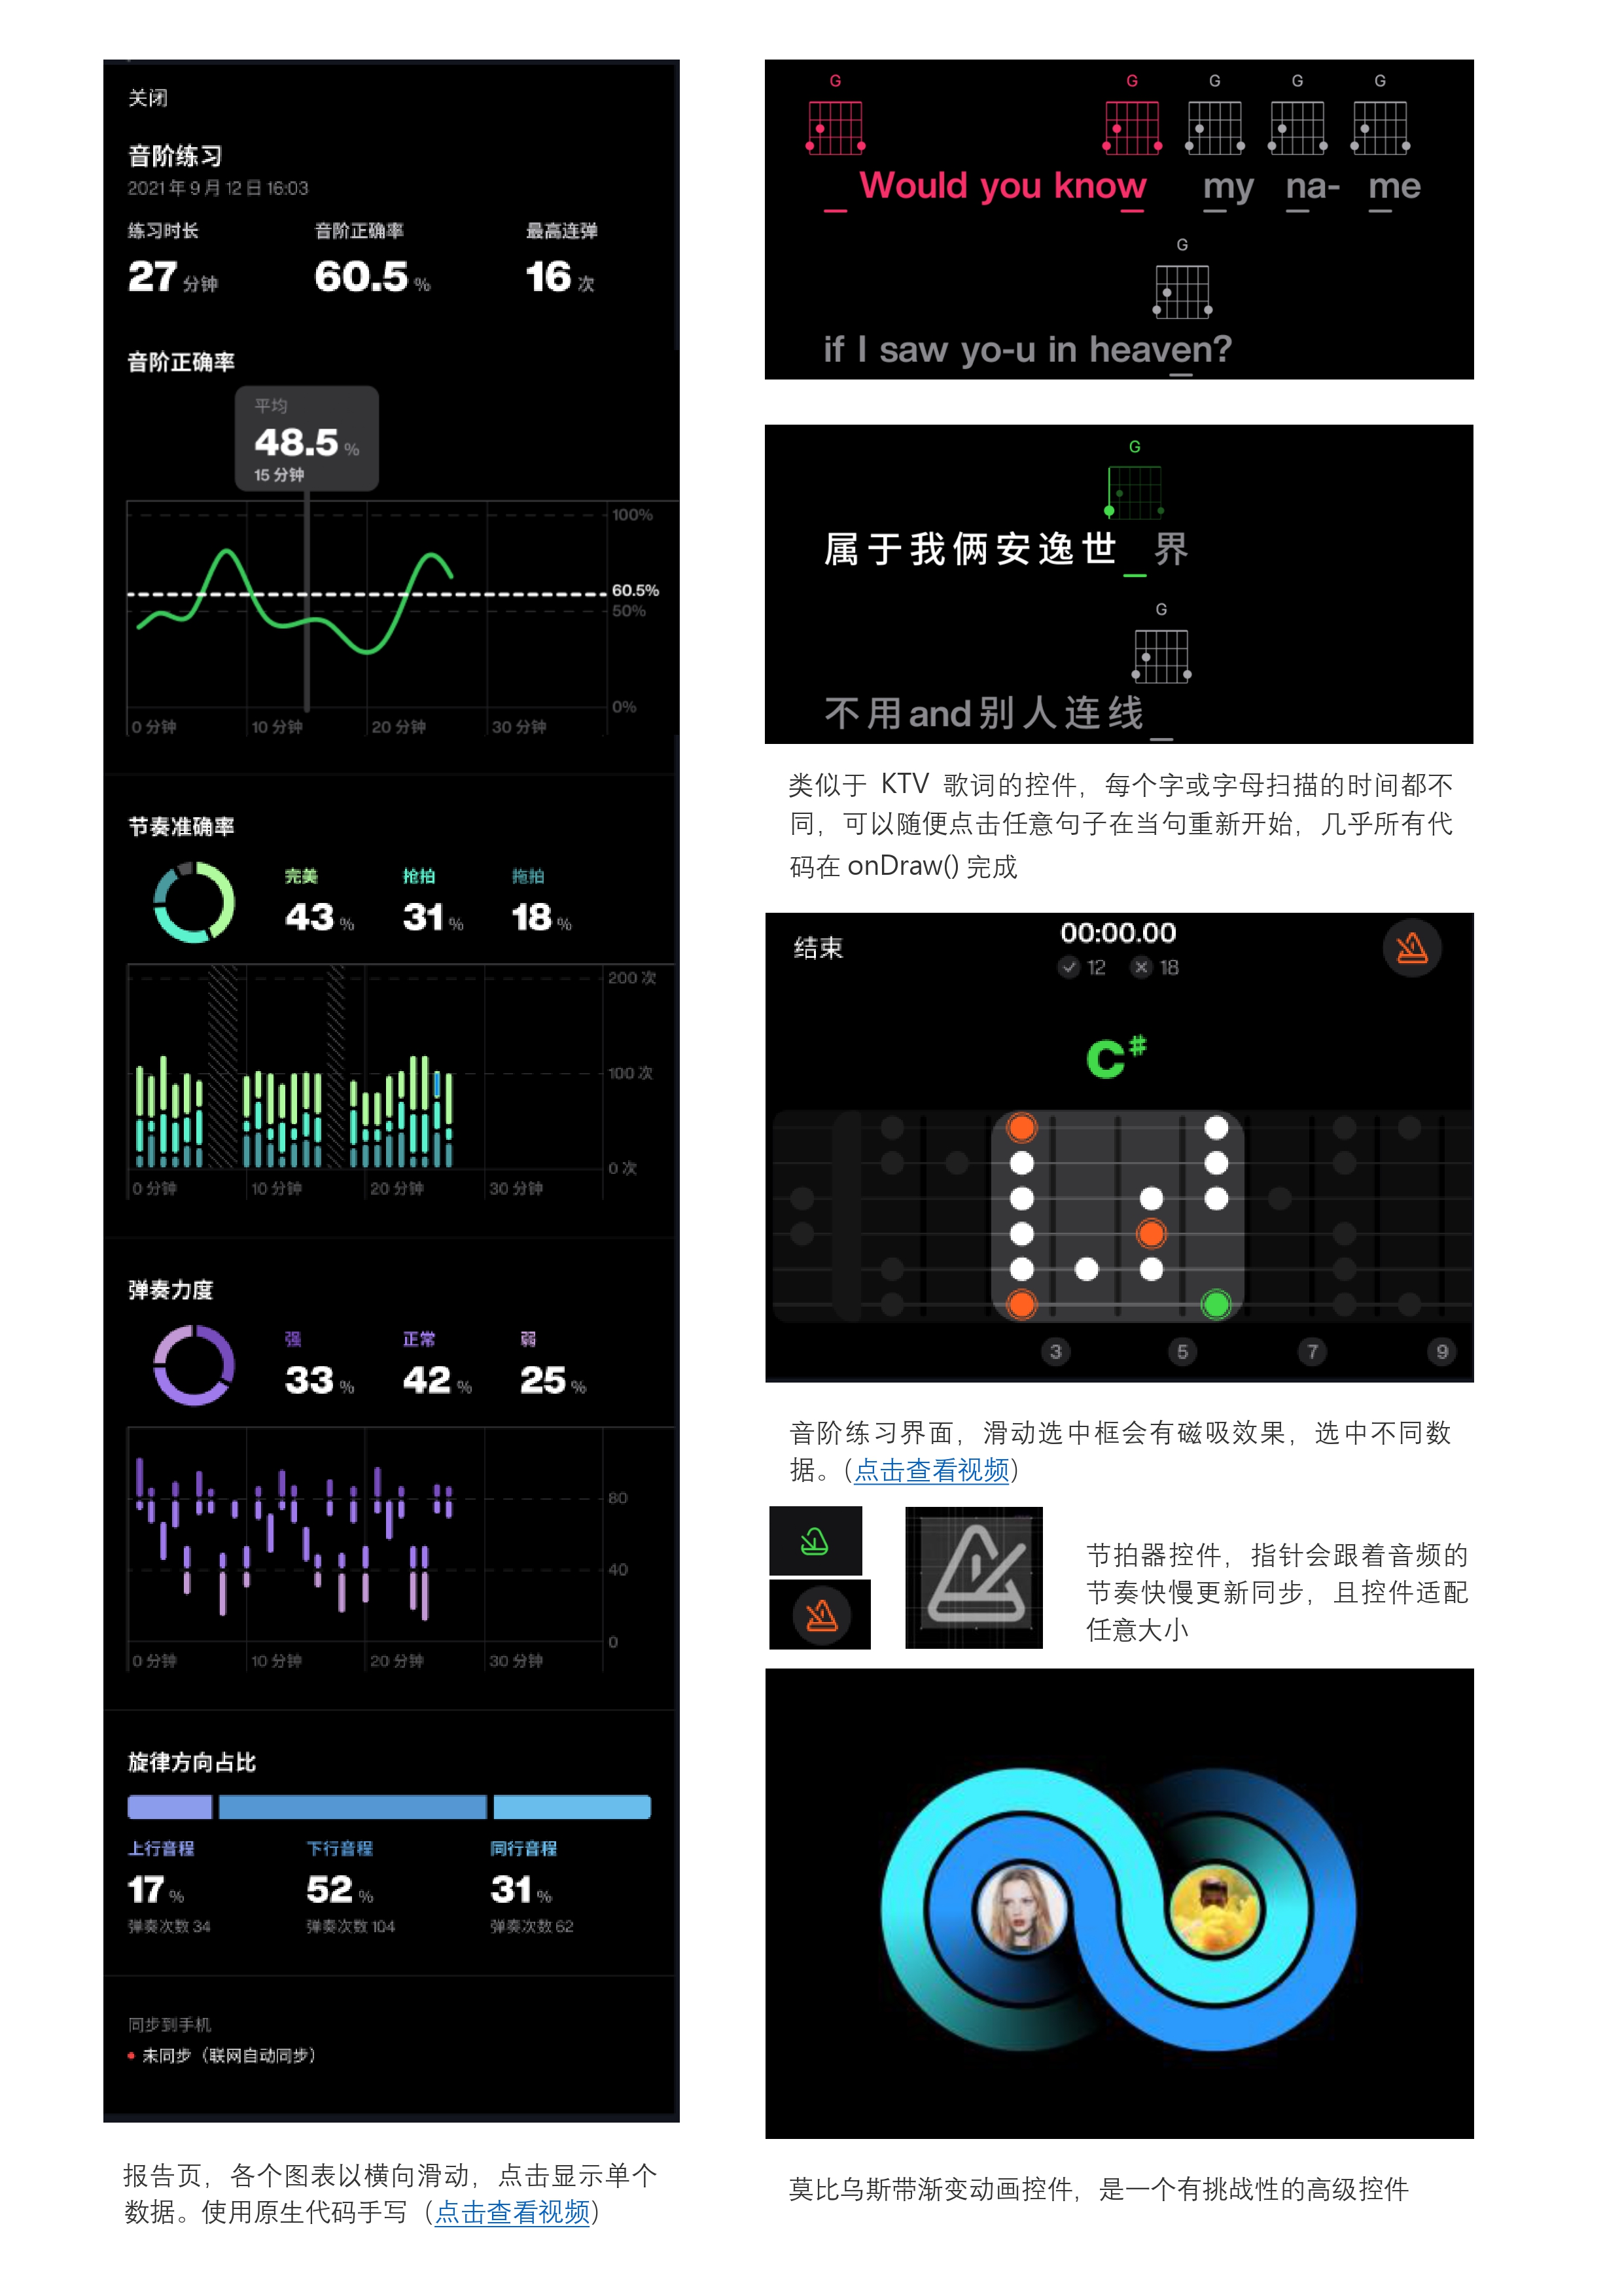 关闭
音阶练习
2021 年 9 月 12 日 16:03
练习时长 音阶正确率 最高连弹
27 分钟 60.5 % 16 次
音阶正确率
平均
48.5 %
15 分钟
100%
60.5%
50%
0%
0 分钟 10 分钟 20 分钟 30 分钟
节奏准确率
完美 抢拍 拖拍
43 % 31 % 18 %
200 次
100 次
0 次
0 分钟 10 分钟 20 分钟 30 分钟
弹奏力度
强 正常 弱
33 % 42 % 25 %
80
40
0
0 分钟 10 分钟 20 分钟 30 分钟
旋律方向占比
上行音程 下行音程 同行音程
17 % 52 % 31 %
弹奏次数 34 弹奏次数 104 弹奏次数 62
同步到手机
未同步（联网自动同步）
报告页，各个图表以横向滑动，点击显示单个
数据。使用原生代码手写（点击查看视频）
G G G G G
_ Would you know my na- me
G
if I saw yo-u in heaven?
G
属于我俩安逸世_界
G
不用and别人连线_
类似于 KTV 歌词的控件，每个字或字母扫描的时间都不
同，可以随便点击任意句子在当句重新开始，几乎所有代
码在 onDraw() 完成
结束 00:00.00
12 18
C#
3 5 7 9
音阶练习界面，滑动选中框会有磁吸效果，选中不同数
据。（点击查看视频）
节拍器控件，指针会跟着音频的
节奏快慢更新同步，且控件适配
任意大小
莫比乌斯带渐变动画控件，是一个有挑战性的高级控件